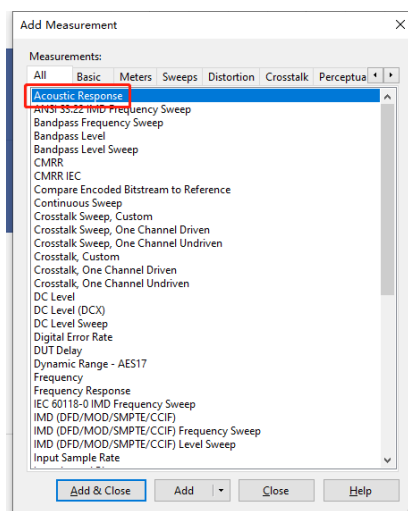 Add Measurement
Measurements:
All Basic Meters Sweeps Distortion Crosstalk Perceptua
Acoustic Response
ANSI S3.22 IMD Frequency Sweep
Bandpass Frequency Sweep
Bandpass Level
Bandpass Level Sweep
CMRR
CMRR IEC
Compare Encoded Bitstream to Reference
Continuous Sweep
Crosstalk Sweep, Custom
Crosstalk Sweep, One Channel Driven
Crosstalk Sweep, One Channel Undriven
Crosstalk, Custom
Crosstalk, One Channel Driven
Crosstalk, One Channel Undriven
DC Level
DC Level (DCX)
DC Level Sweep
Digital Error Rate
DUT Delay
Dynamic Range - AES17
Frequency
Frequency Response
IEC 60118-0 IMD Frequency Sweep
IMD (DFD/MOD/SMPTE/CCIF)
IMD (DFD/MOD/SMPTE/CCIF) Frequency Sweep
IMD (DFD/MOD/SMPTE/CCIF) Level Sweep
Input Sample Rate
Add & Close Add Close Help